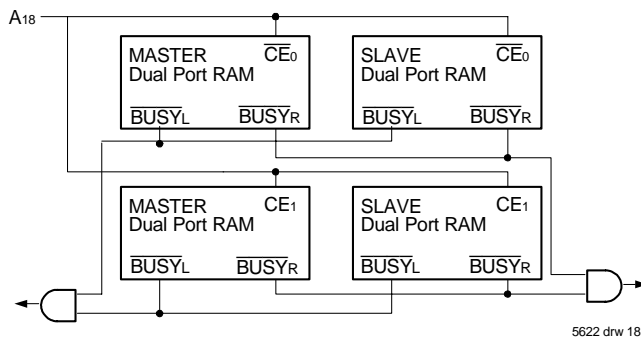 A18
MASTER CE0
Dual Port RAM
BUSYL BUSYR
SLAVE CE0
Dual Port RAM
BUSYL BUSYR
MASTER CE1
Dual Port RAM
BUSYL BUSYR
SLAVE CE1
Dual Port RAM
BUSYL BUSYR
5622 drw 18